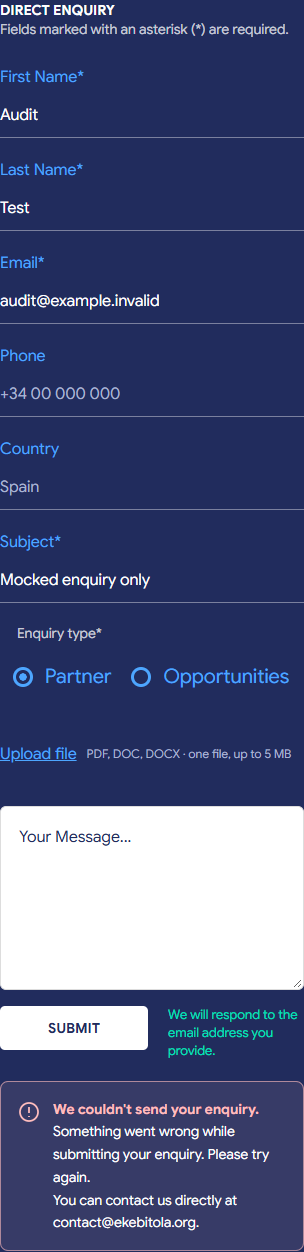 DIRECT ENQUIRY
Fields marked with an asterisk (*) are required.
First Name*
Audit
Last Name*
Test
Email*
audit@example.invalid
Phone
+34 00 000 000
Country
Spain
Subject*
Mocked enquiry only
Enquiry type*
Partner Opportunities
Upload file PDF, DOC, DOCX · one file, up to 5 MB
Your Message...
SUBMIT
We will respond to the
email address you
provide.
We couldn't send your enquiry.
Something went wrong while
submitting your enquiry. Please try
again.
You can contact us directly at
contact@ekebitola.org.